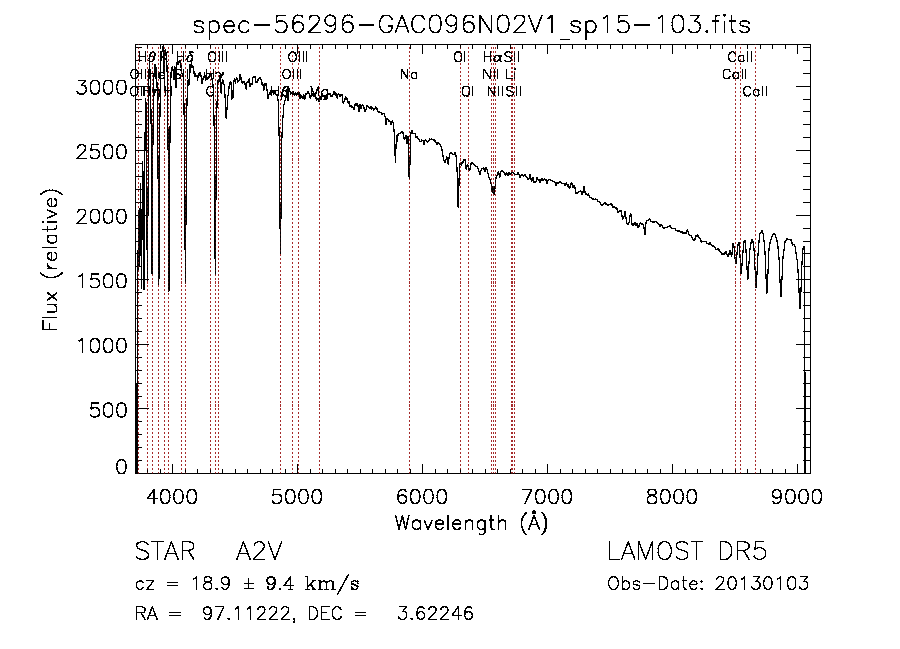 spec-56296-GAC096N02V1_sp15-103.fits
OIII OIII OI Hα SII CaII
OIII Na NII CaII
OI NII SII CaII
3000
2500
2000
1500
1000
500
0
Flux (relative)
4000 5000 6000 7000 8000 9000
Wavelength (Å)
STAR A2V LAMOST DR5
cz = 18.9 ± 9.4 km/s Obs-Date: 20130103
RA = 97.11222, DEC = 3.62246